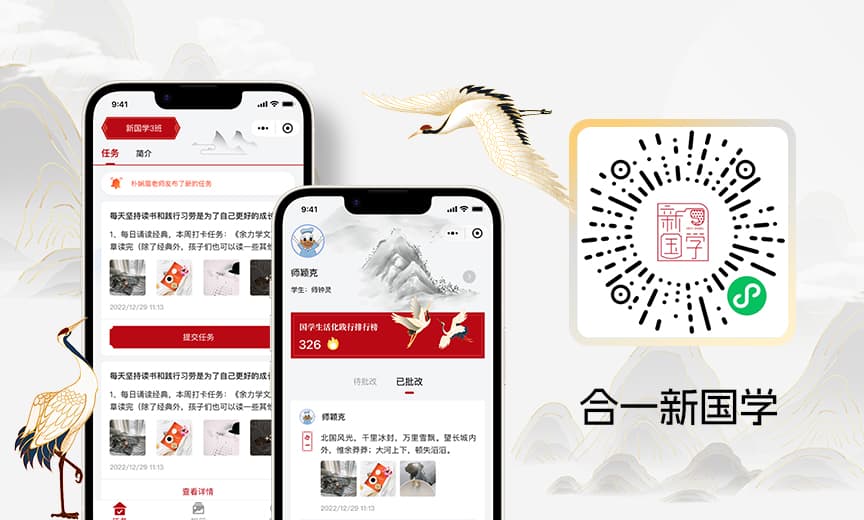 9:41
新国学3班
任务 简介
朴娴眉老师发布了新的任务
每天坚持读书和践行习劳是为了自己更好的成长
1、每日诵读经典，本周打卡任务：《余力学文
章读完（除了经典外，孩子们也可以读一些其他
2022/12/29 11:13
提交任务
每天坚持读书和践行习劳是为了自己更好的成长
1、每日诵读经典，本周打卡任务：《余力学文
章读完（除了经典外，孩子们也可以读一些其他
2022/12/29 11:13
查看详情
任务
9:41
师颖克
学生：师钟灵
国学生活化践行排行榜
326
待批改 已批改
师颖克
北国风光，千里冰封，万里雪飘。望长城内
外，惟余莽莽；大河上下，顿失滔滔。
2022/12/29 11:13
新
国学
合一新国学